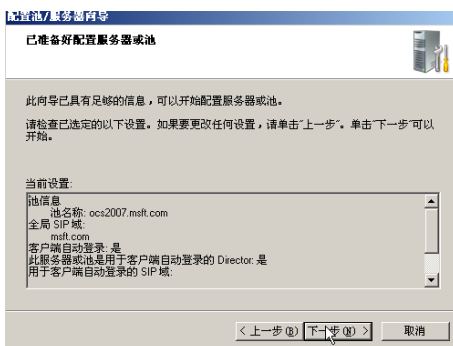 配置池/服务器向导
已准备好配置服务器或池
此向导已具有足够的信息，可以开始配置服务器或池。
请检查已选定的以下设置。如果要更改任何设置，请单击“上一步”。单击“下一步”可以
开始。
当前设置:
池信息
池名称: ocs2007.msft.com
全局 SIP 域:
msft.com
客户端自动登录: 是
此服务器或池是用于客户端自动登录的 Director: 是
用于客户端自动登录的 SIP 域:
< 上一步(B) 下一步(N) > 取消